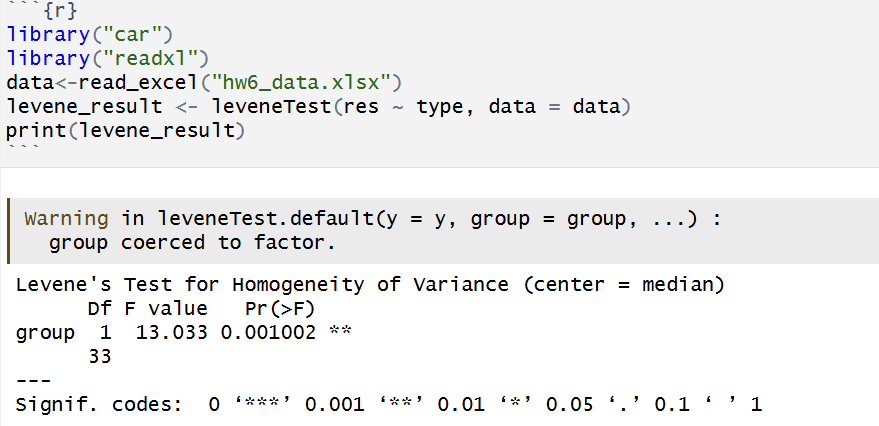 ```{r}
library("car")
library("readxl")
data<-read_excel("hw6_data.xlsx")
levene_result <- leveneTest(res ~ type, data = data)
print(levene_result)
```
Warning in leveneTest.default(y = y, group = group, ...) :
  group coerced to factor.
Levene's Test for Homogeneity of Variance (center = median)
      Df F value   Pr(>F)
group  1  13.033 0.001002 **
      33
---
Signif. codes:  0 ‘***’ 0.001 ‘**’ 0.01 ‘*’ 0.05 ‘.’ 0.1 ‘ ’ 1